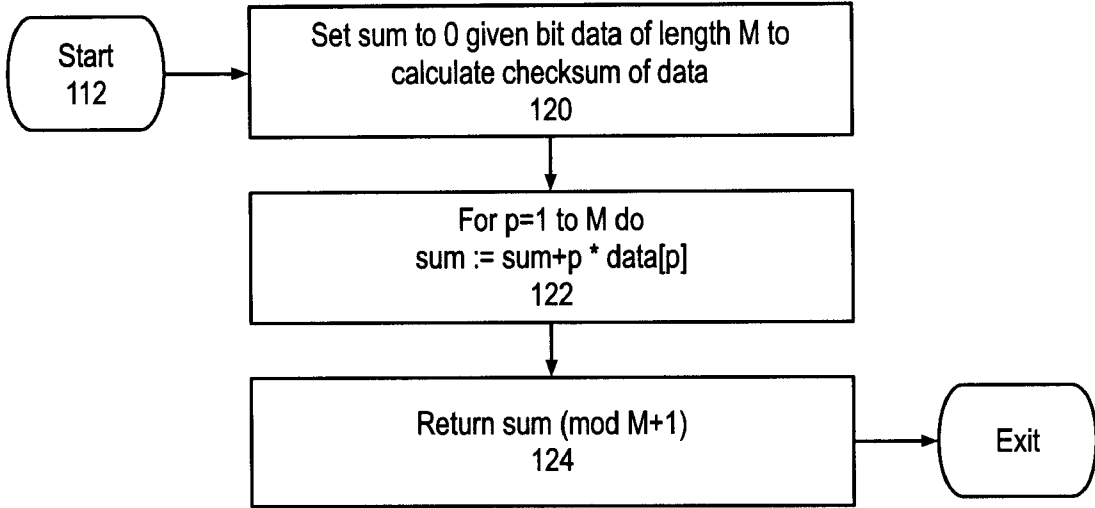 Start
112
Set sum to 0 given bit data of length M to
calculate checksum of data
120
For p=1 to M do
sum := sum+p * data[p]
122
Return sum (mod M+1)
124
Exit